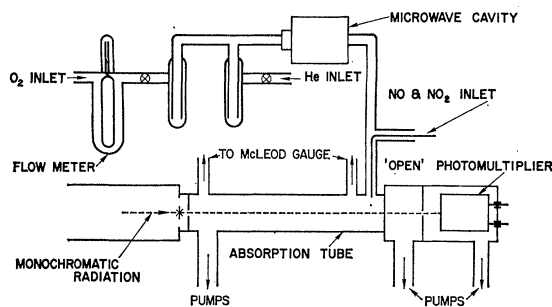 MICROWAVE CAVITY
O₂ INLET
He INLET
NO & NO₂ INLET
FLOW METER
TO McLEOD GAUGE
'OPEN' PHOTOMULTIPLIER
MONOCHROMATIC
RADIATION
ABSORPTION TUBE
PUMPS
PUMPS